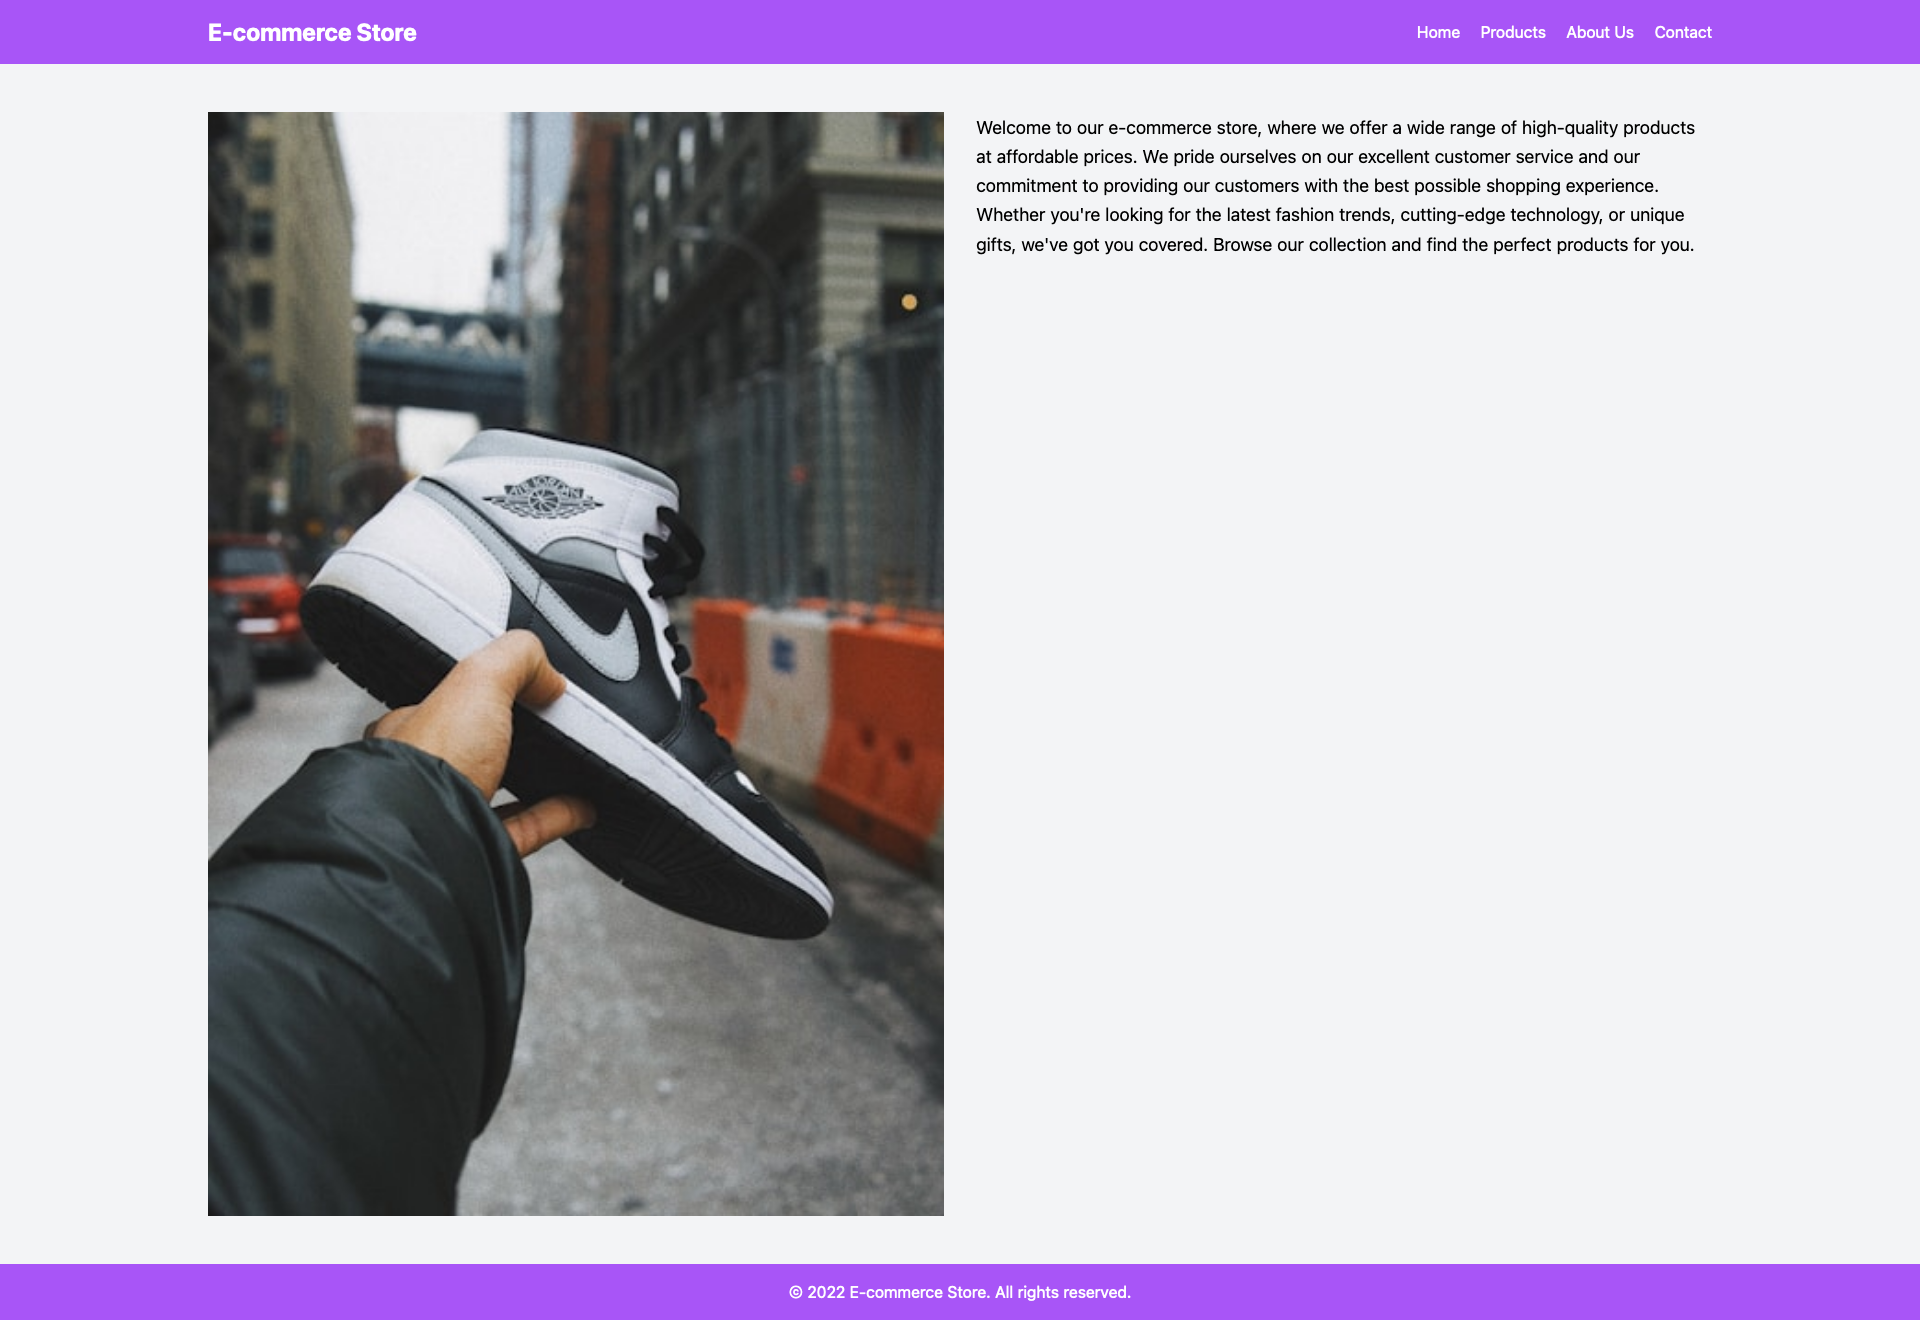 E-commerce Store
Home Products About Us Contact
Welcome to our e-commerce store, where we offer a wide range of high-quality products
at affordable prices. We pride ourselves on our excellent customer service and our
commitment to providing our customers with the best possible shopping experience.
Whether you're looking for the latest fashion trends, cutting-edge technology, or unique
gifts, we've got you covered. Browse our collection and find the perfect products for you.
AIR JORDAN
© 2022 E-commerce Store. All rights reserved.